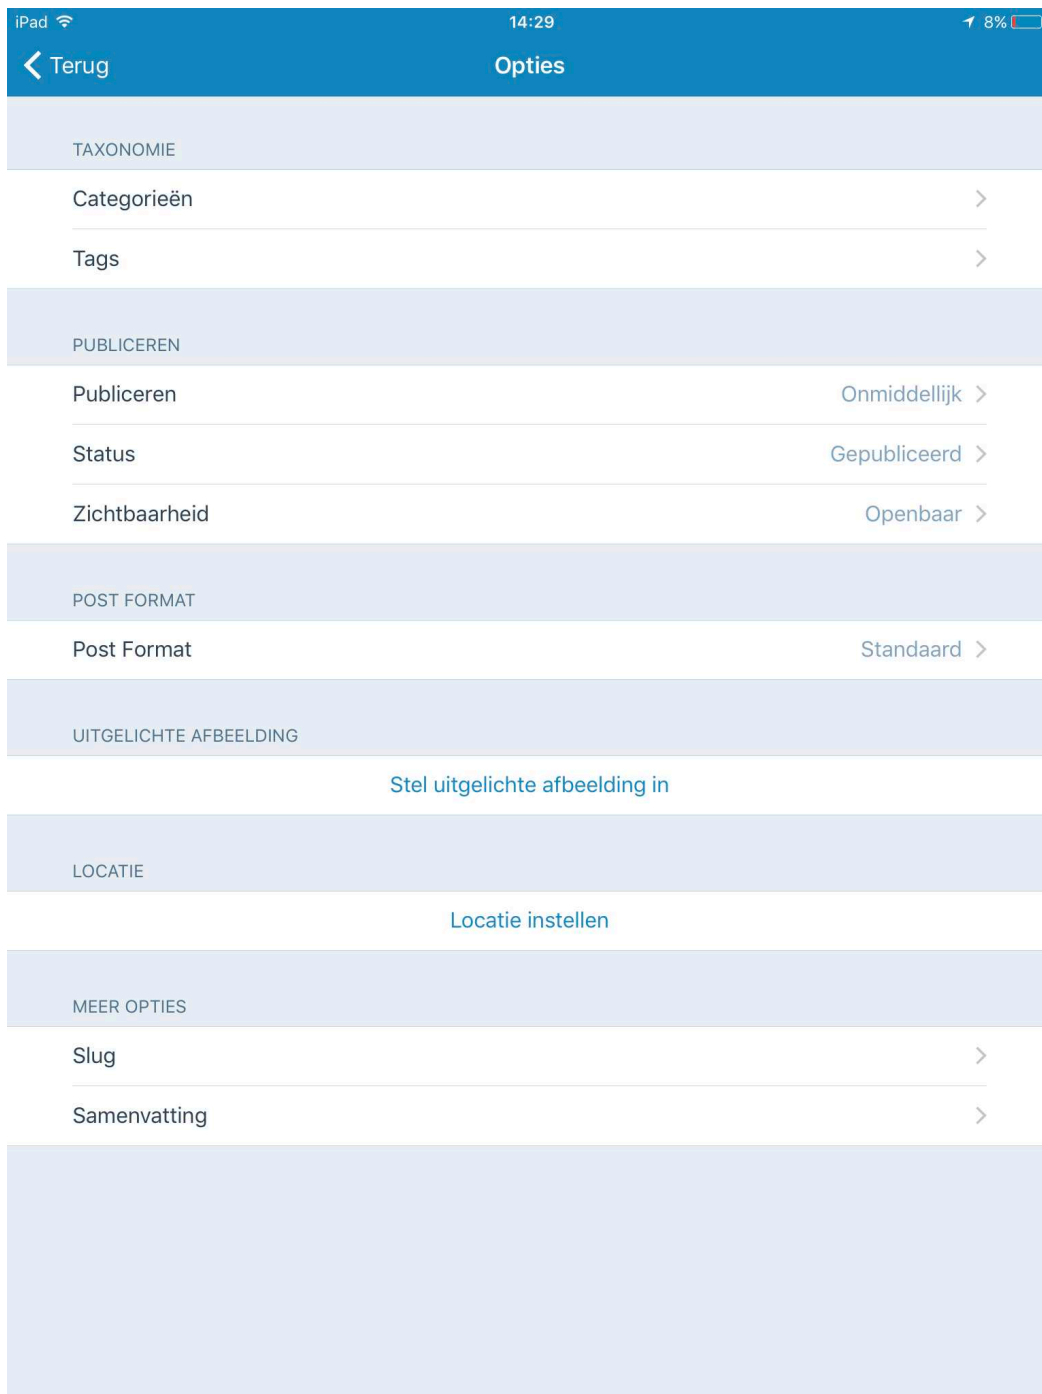 iPad 14:29 8%
Terug Opties
TAXONOMIE
Categorieën
Tags
PUBLICEREN
Publiceren Onmiddellijk
Status Gepubliceerd
Zichtbaarheid Openbaar
POST FORMAT
Post Format Standaard
UITGELICHTE AFBEELDING
Stel uitgelichte afbeelding in
LOCATIE
Locatie instellen
MEER OPTIES
Slug
Samenvatting